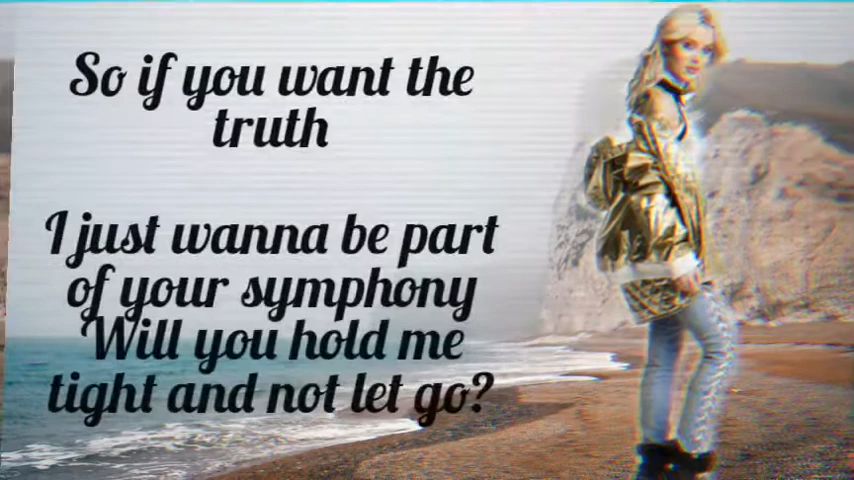 So if you want the
truth
I just wanna be part
of your symphony
Will you hold me
tight and not let go?